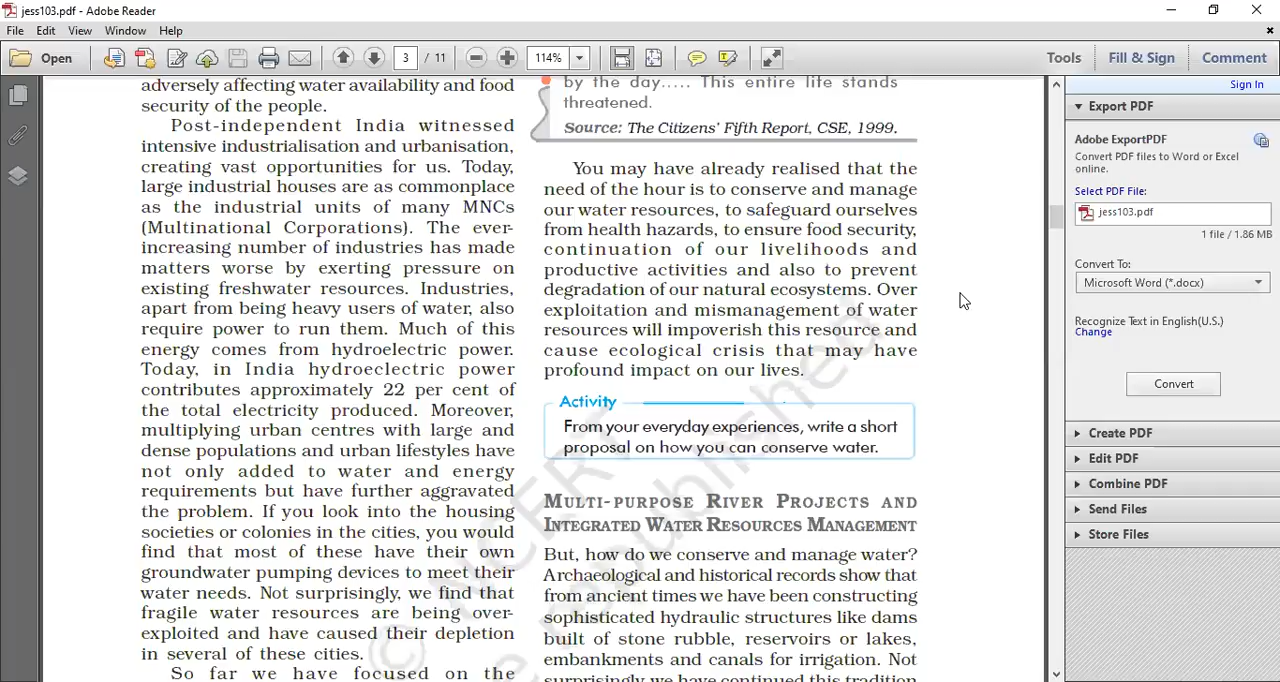 jess103.pdf - Adobe Reader
File Edit View Window Help
Open 3 / 11 114% Tools Fill & Sign Comment
adversely affecting water availability and food
security of the people.
Post-independent India witnessed
intensive industrialisation and urbanisation,
creating vast opportunities for us. Today,
large industrial houses are as commonplace
as the industrial units of many MNCs
(Multinational Corporations). The ever-
increasing number of industries has made
matters worse by exerting pressure on
existing freshwater resources. Industries,
apart from being heavy users of water, also
require power to run them. Much of this
energy comes from hydroelectric power.
Today, in India hydroeclectric power
contributes approximately 22 per cent of
the total electricity produced. Moreover,
multiplying urban centres with large and
dense populations and urban lifestyles have
not only added to water and energy
requirements but have further aggravated
the problem. If you look into the housing
societies or colonies in the cities, you would
find that most of these have their own
groundwater pumping devices to meet their
water needs. Not surprisingly, we find that
fragile water resources are being over-
exploited and have caused their depletion
in several of these cities.
So far we have focused on the
by the day..... This entire life stands
threatened.
Source: The Citizens' Fifth Report, CSE, 1999.
You may have already realised that the
need of the hour is to conserve and manage
our water resources, to safeguard ourselves
from health hazards, to ensure food security,
continuation of our livelihoods and
productive activities and also to prevent
degradation of our natural ecosystems. Over
exploitation and mismanagement of water
resources will impoverish this resource and
cause ecological crisis that may have
profound impact on our lives.
Activity
From your everyday experiences, write a short
proposal on how you can conserve water.
MULTI-PURPOSE RIVER PROJECTS AND
INTEGRATED WATER RESOURCES MANAGEMENT
But, how do we conserve and manage water?
Archaeological and historical records show that
from ancient times we have been constructing
sophisticated hydraulic structures like dams
built of stone rubble, reservoirs or lakes,
embankments and canals for irrigation. Not
surprisingly, we have continued this tradition
© NCERT
be republished
Sign In
Export PDF
Adobe ExportPDF
Convert PDF files to Word or Excel
online.
Select PDF File:
jess103.pdf
1 file / 1.86 MB
Convert To:
Microsoft Word (*.docx)
Recognize Text in English(U.S.)
Change
Convert
Create PDF
Edit PDF
Combine PDF
Send Files
Store Files